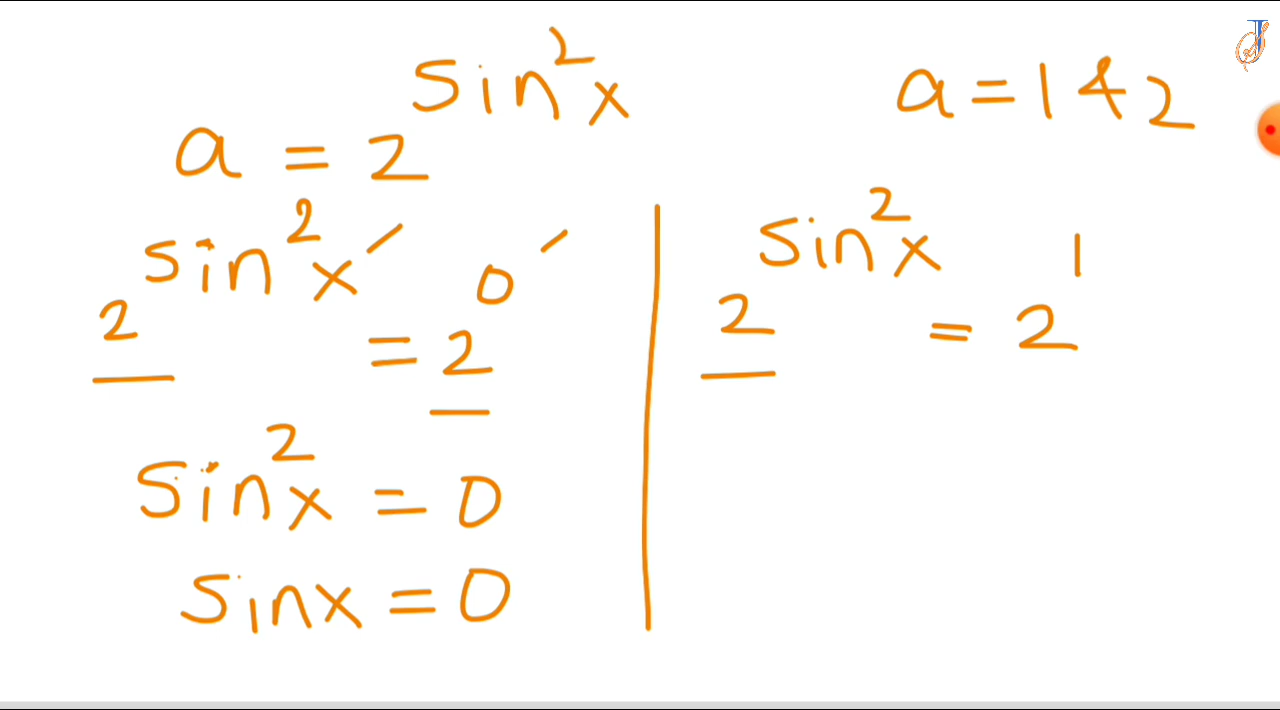 a = 2^sin²x
a = 1 & 2
2^sin²x = 2^0
sin²x = 0
sinx = 0
2^sin²x = 2^1